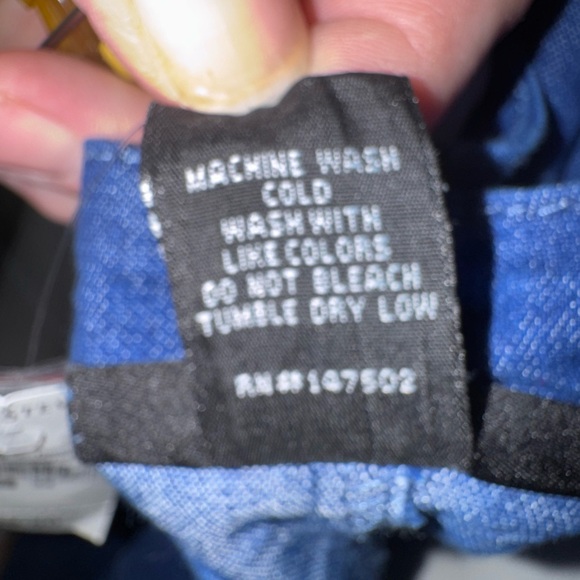 MACHINE WASH
COLD
WASH WITH
LIKE COLORS
DO NOT BLEACH
TUMBLE DRY LOW
RN# 147502